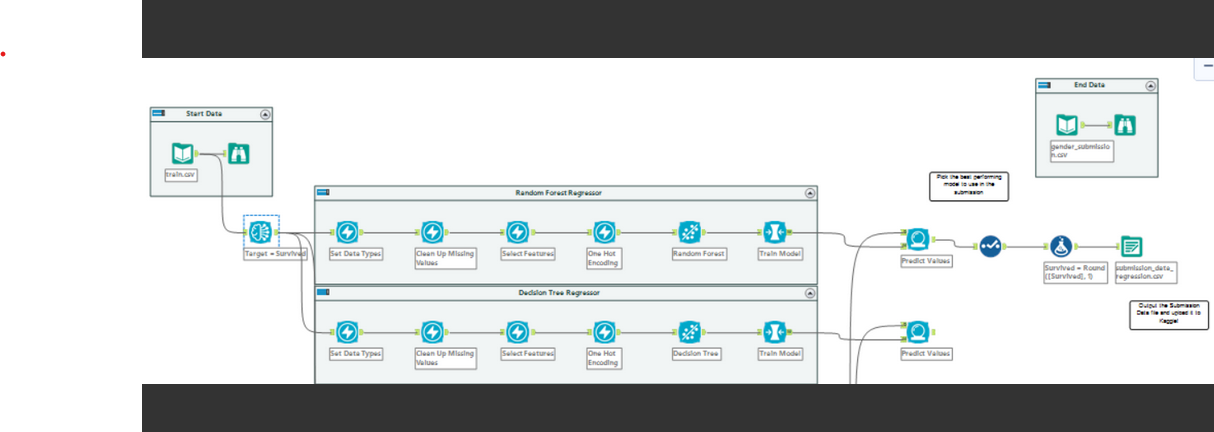 Start Data
train.csv
Target = Survived
Random Forest Regressor
Set Data Types
Clean Up Missing
Values
Select Features
One Hot
Encoding
Random Forest
Train Model
Decision Tree Regressor
Set Data Types
Clean Up Missing
Values
Select Features
One Hot
Encoding
Decision Tree
Train Model
End Data
gender_submissio
n.csv
Pick the best performing
model to use in the
submission
Predict Values
Survived = Round
([Survived], 1)
submission_data_
regression.csv
Output the Submission
Data file and upload it to
Kaggle!
Predict Values